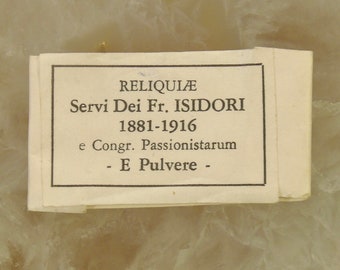 RELIQUIÆ
Servi Dei Fr. ISIDORI
1881-1916
e Congr. Passionistarum
- E Pulvere -